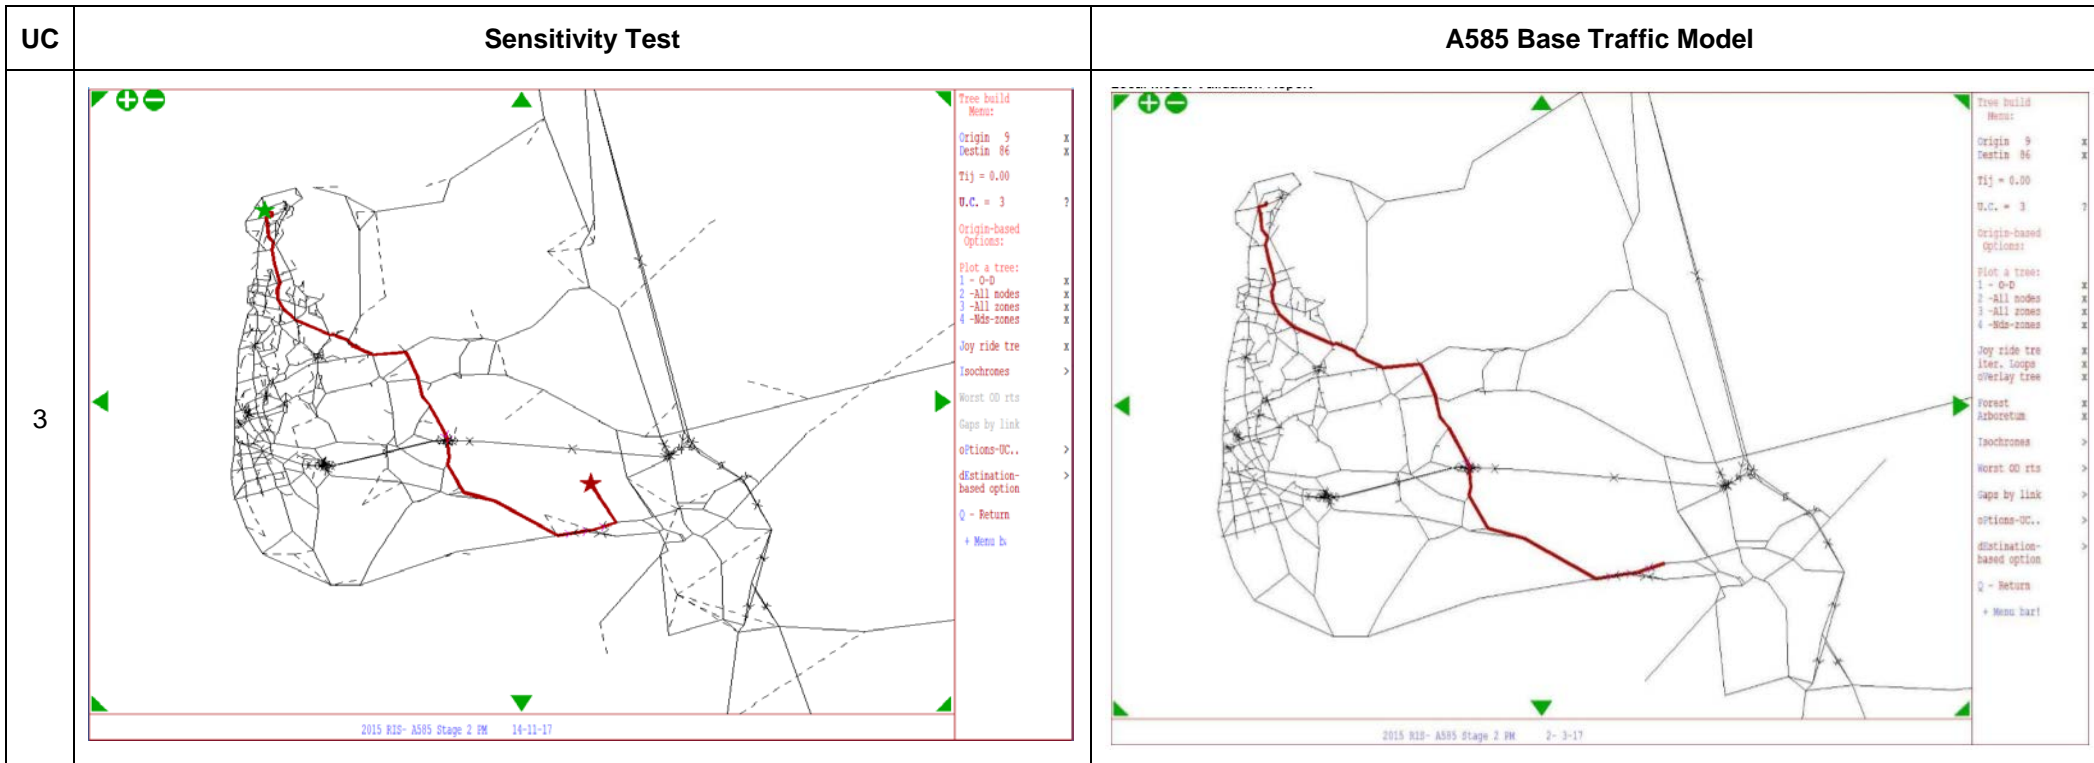 UC
Sensitivity Test
A585 Base Traffic Model
3
Tree build
Menu:
Origin 9 x
Destin 86 x
Tij = 0.00
U.C. = 3 ?
Origin-based
Options:
Plot a tree:
1 - O-D x
2 -All nodes x
3 -All zones x
4 -Nds-zones x
Joy ride tre x
Isochrones >
Worst OD rts
Gaps by link
oPtions-UC.. >
dEstination- >
based option
Q - Return
+ Menu b
2015 RIS- A585 Stage 2 PM 14-11-17
Local Model Validation Report
Tree build
Menu:
Origin 9 x
Destin 86 x
Tij = 0.00
U.C. = 3 ?
Origin-based
Options:
Plot a tree:
1 - O-D x
2 -All nodes x
3 -All zones x
4 -Nds-zones x
Joy ride tre x
iter. Loops x
oVerlay tree x
Forest x
Arboretum x
Isochrones >
Worst OD rts >
Gaps by link >
oPtions-UC.. >
dEstination- >
based option
Q - Return
+ Menu bar!
2015 RIS- A585 Stage 2 PM 2- 3-17